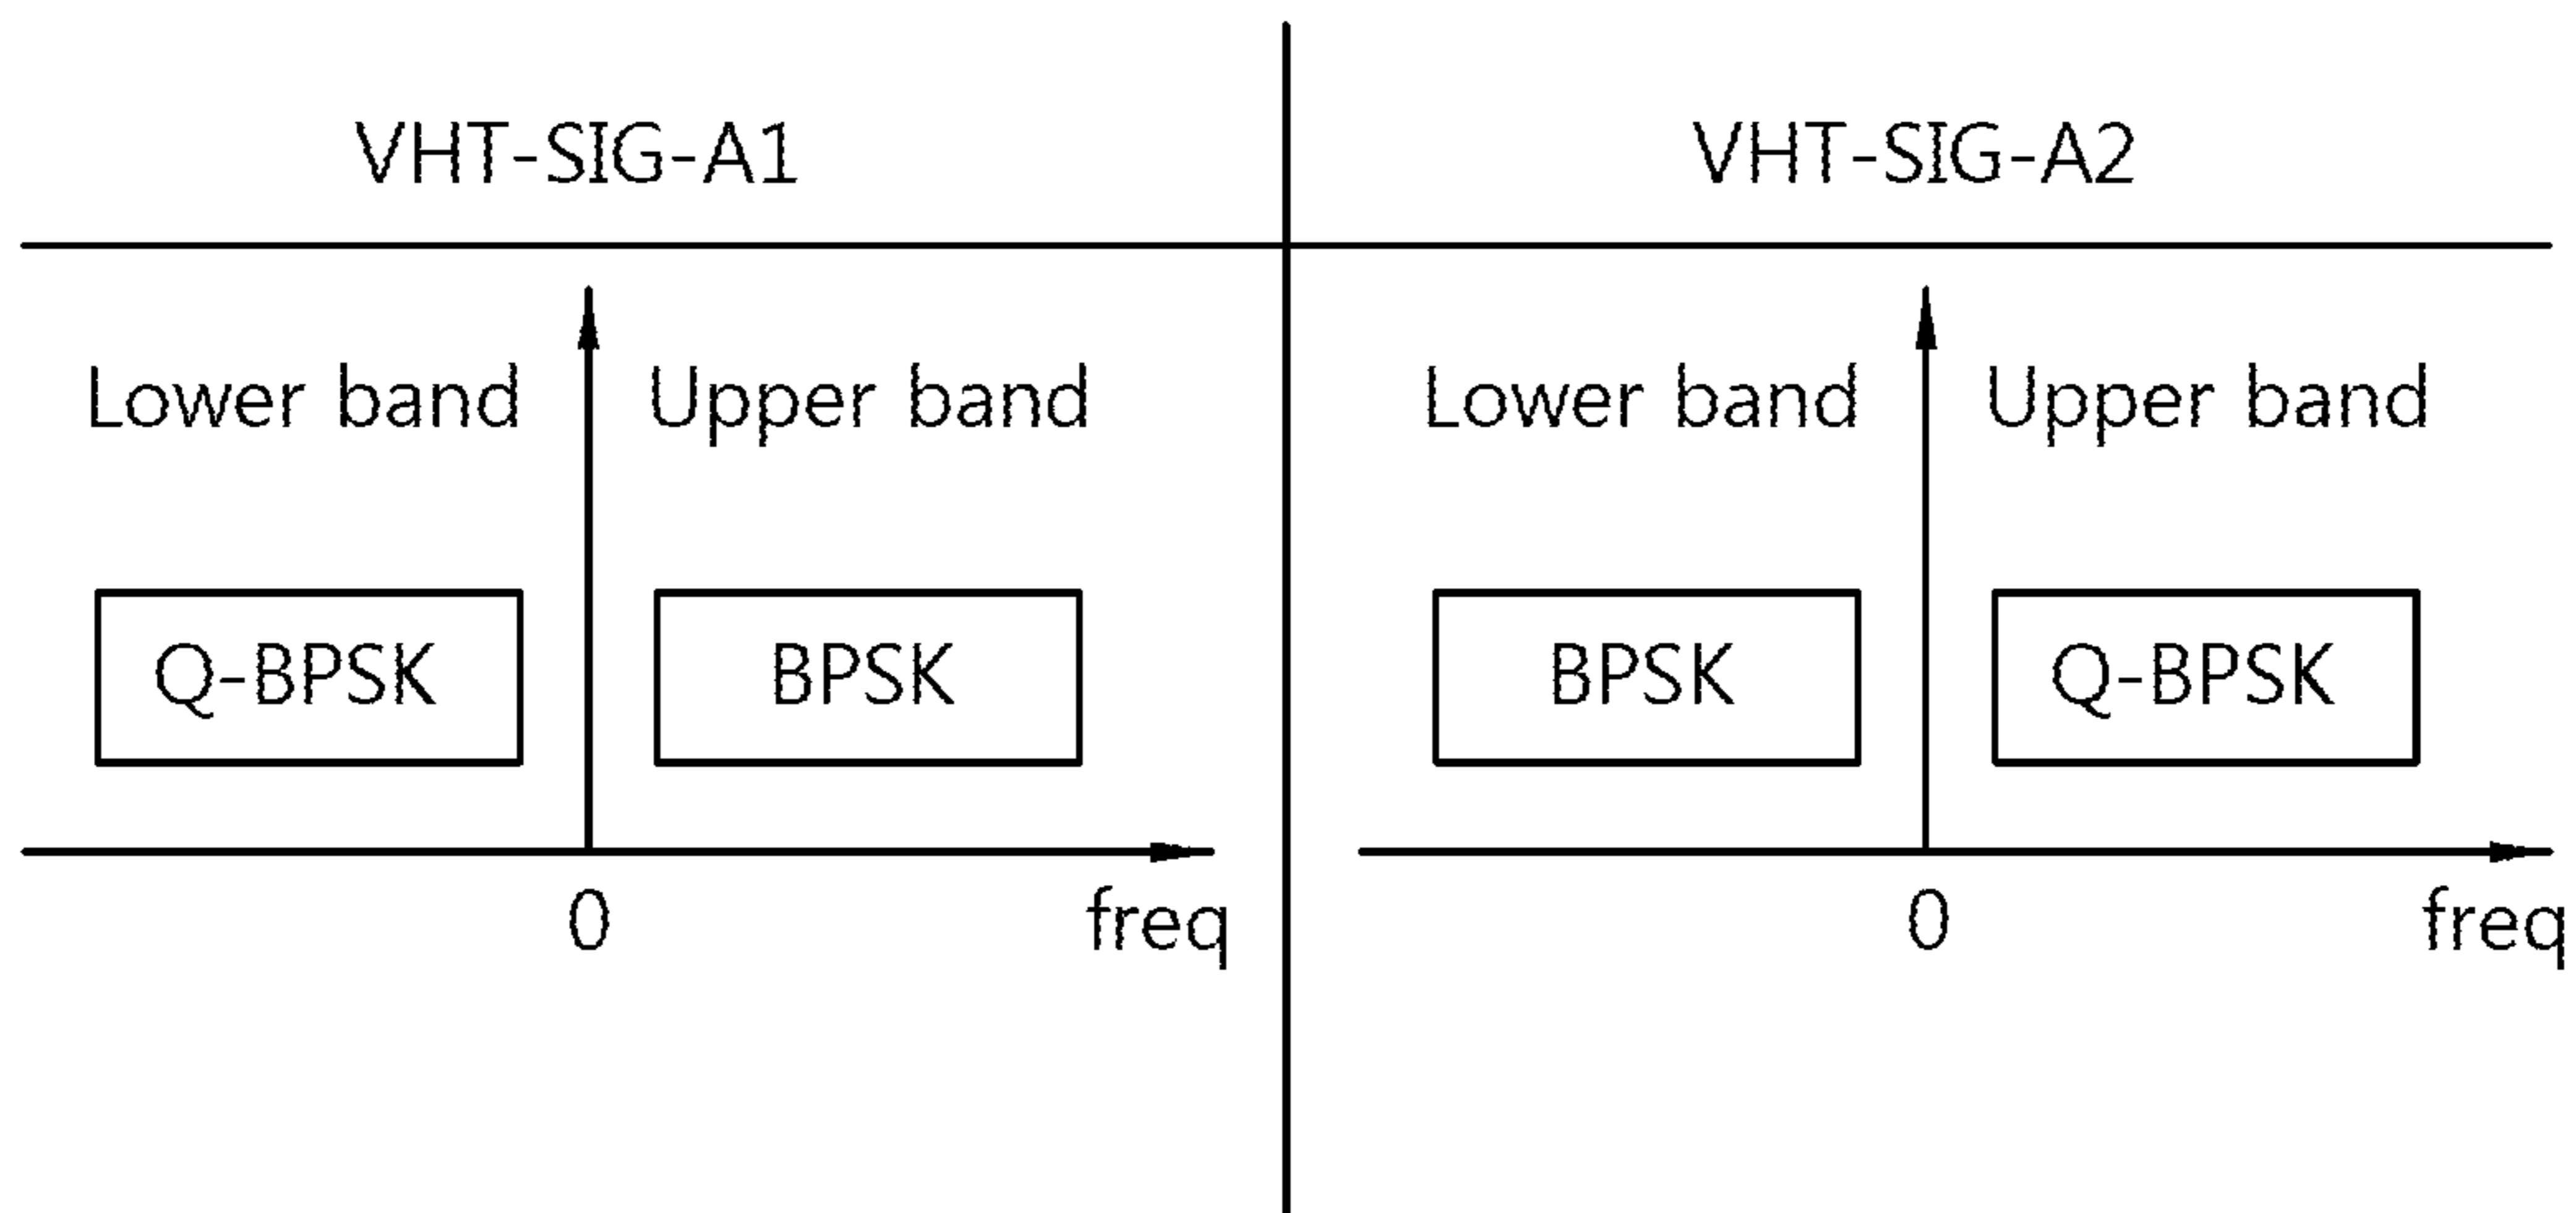 VHT-SIG-A1 VHT-SIG-A2
Lower band Upper band Lower band Upper band
Q-BPSK BPSK BPSK Q-BPSK
0 freq 0 freq